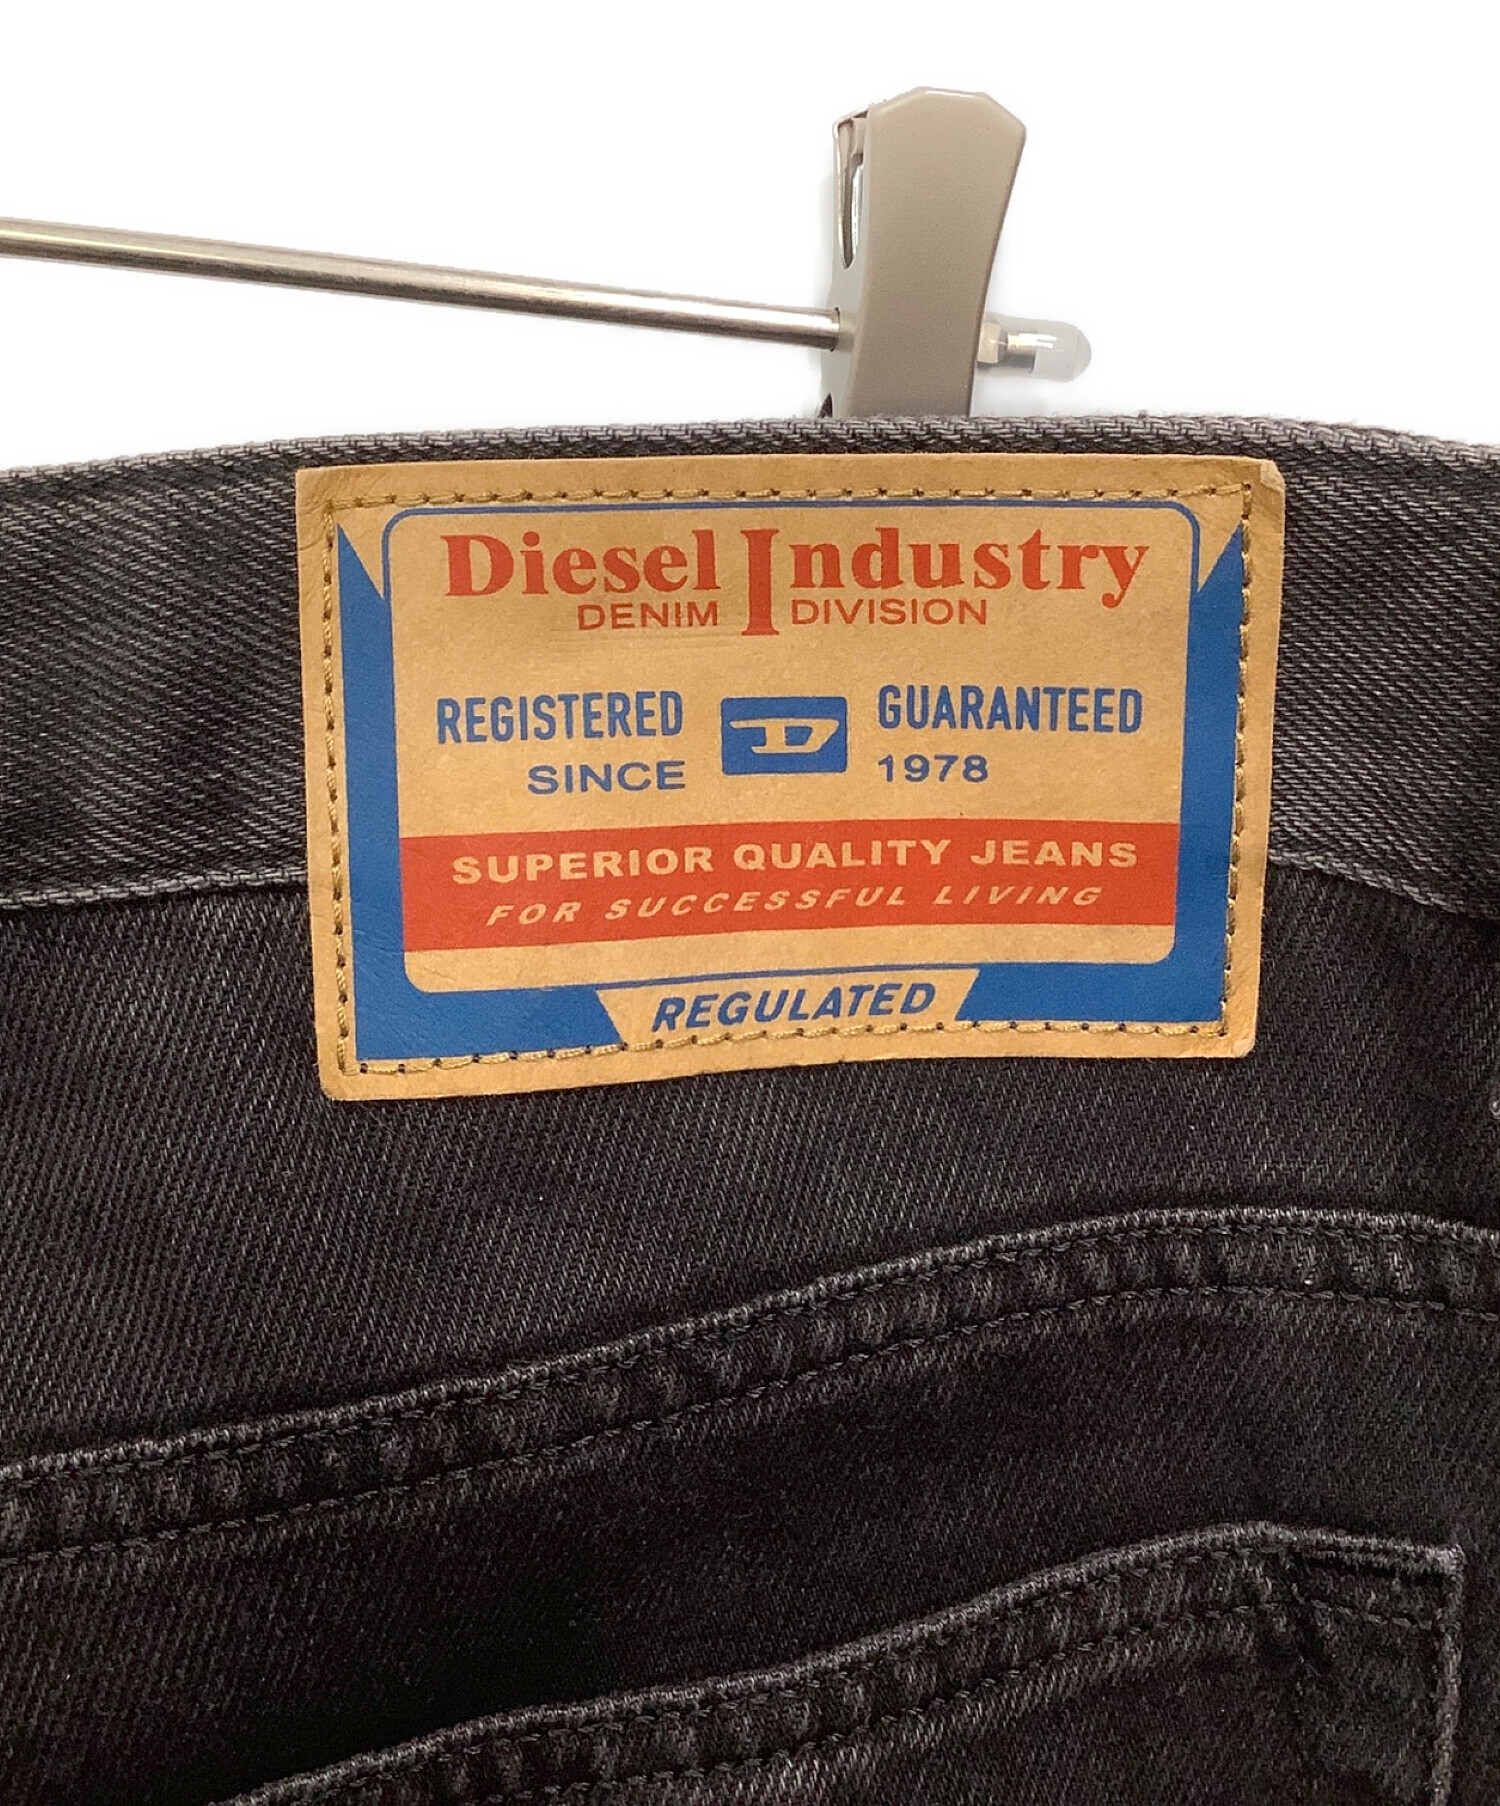 Diesel Industry
DENIM DIVISION
REGISTERED D GUARANTEED
SINCE 1978
SUPERIOR QUALITY JEANS
FOR SUCCESSFUL LIVING
REGULATED